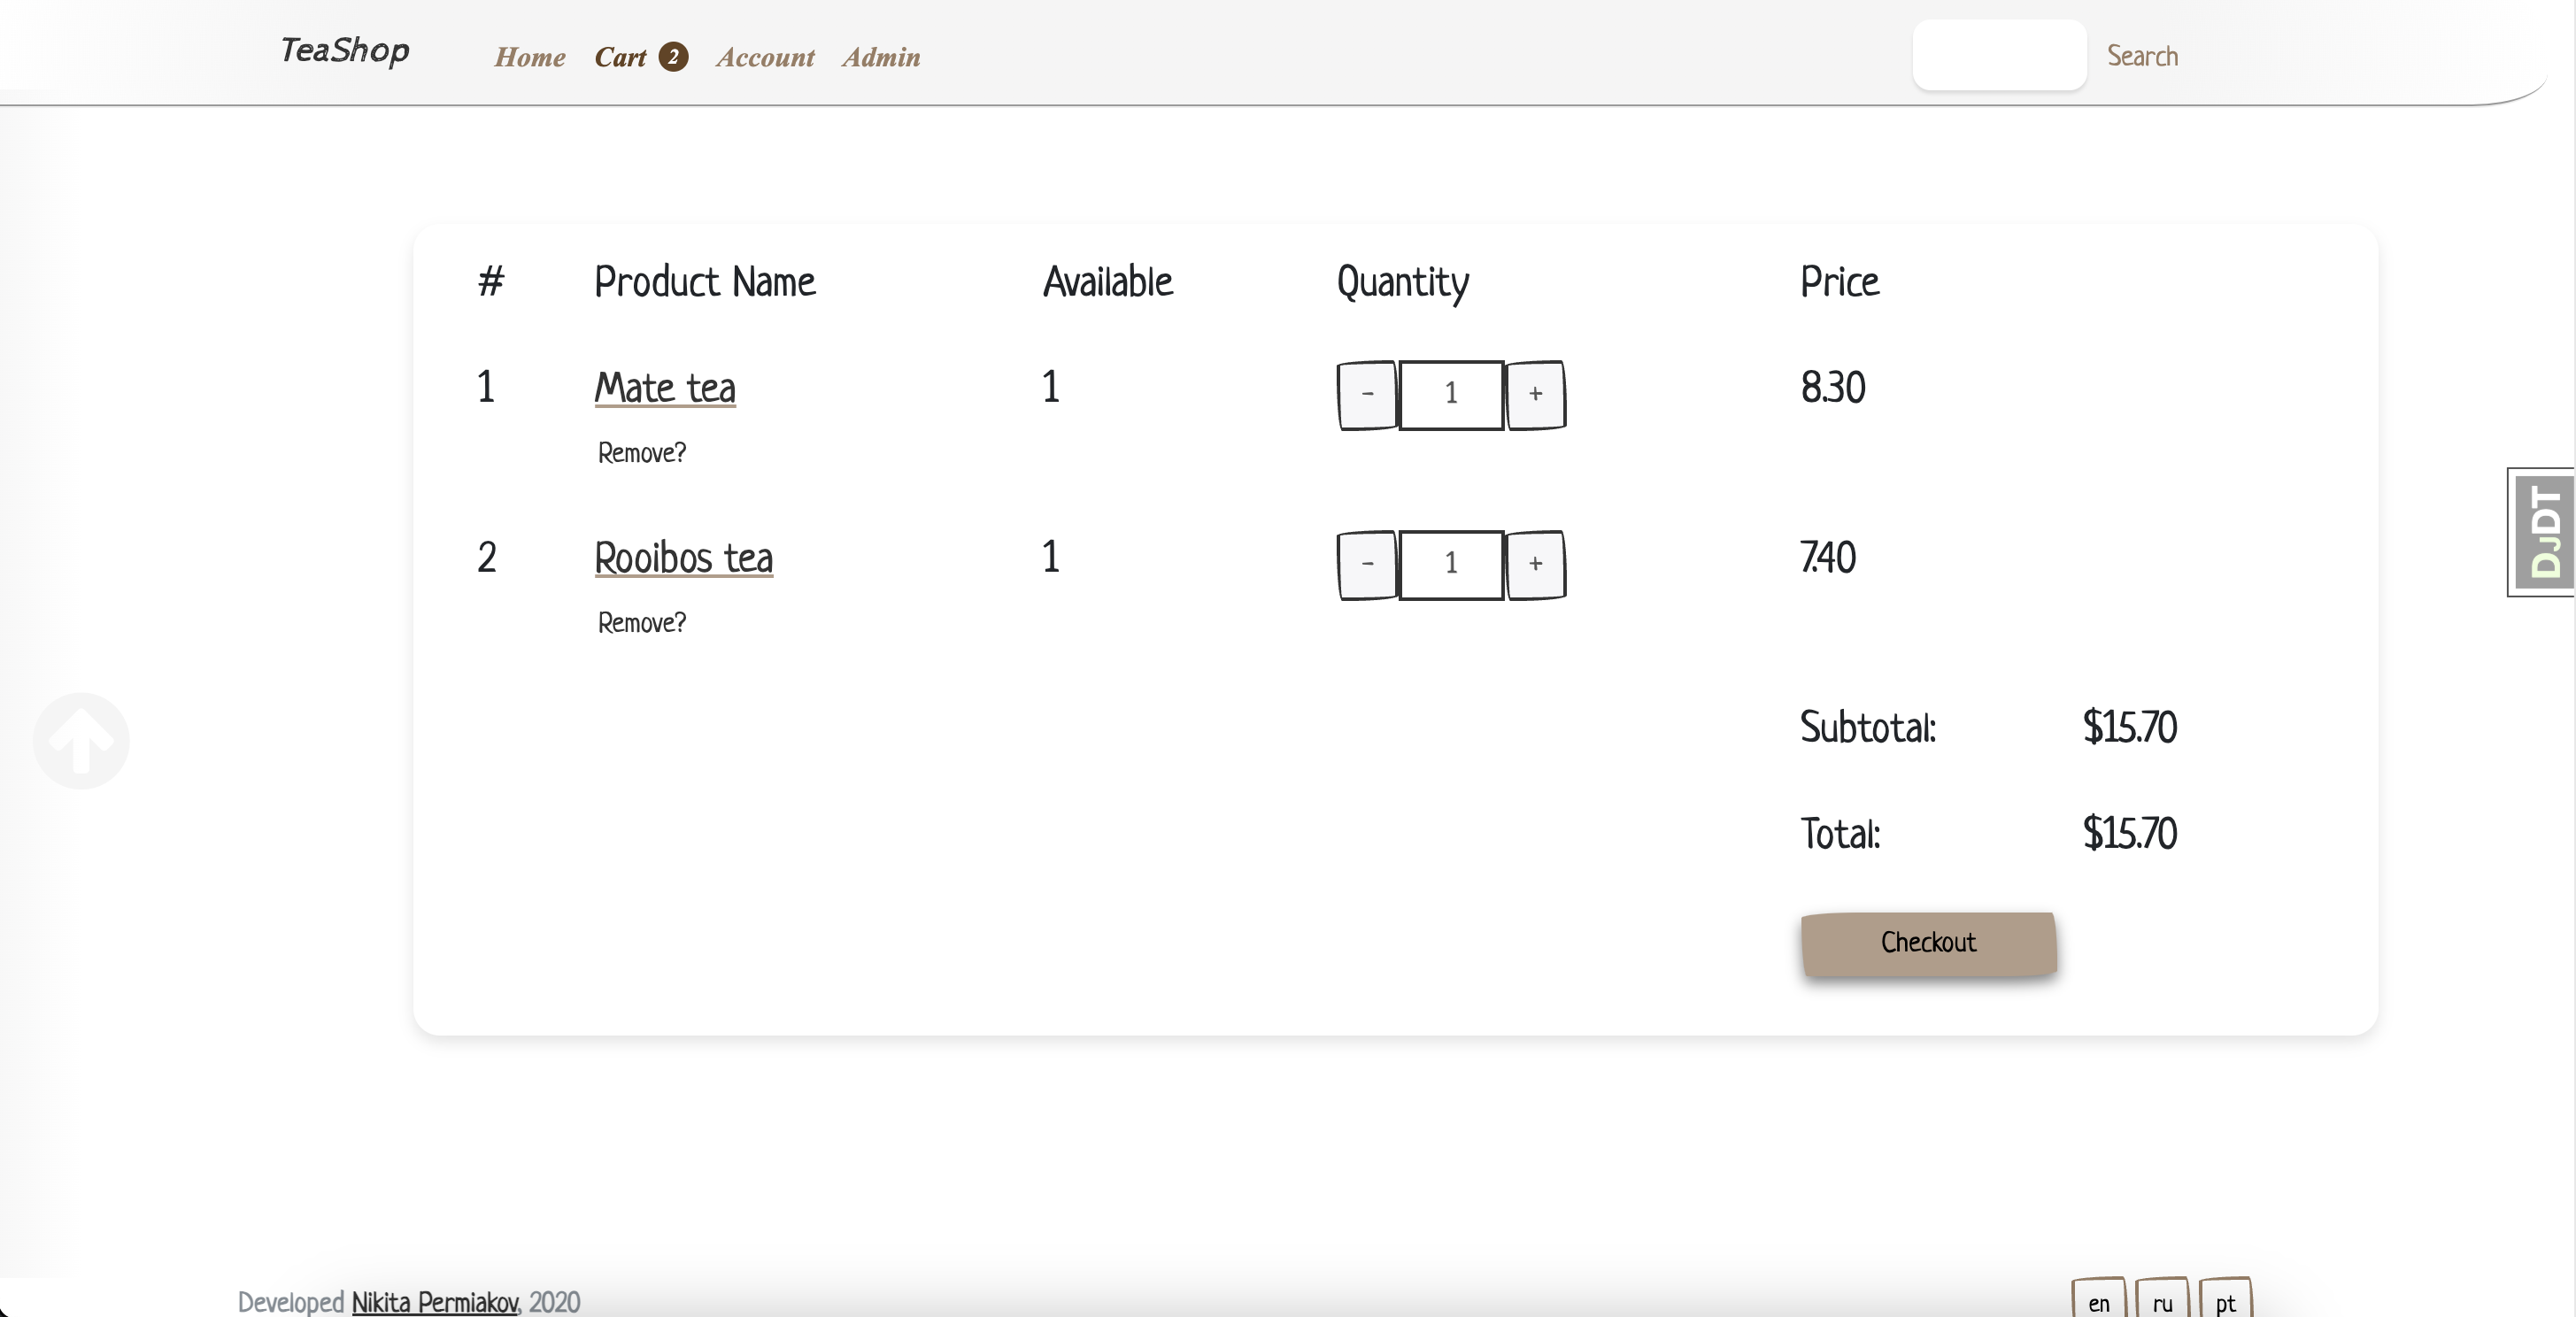 TeaShop Home Cart 2 Account Admin Search
# Product Name Available Quantity Price
1 Mate tea 1 - 1 + 8.30
Remove?
2 Rooibos tea 1 - 1 + 7.40
Remove?
DJDT
Subtotal: $15.70
Total: $15.70
Checkout
Developed Nikita Permiakov, 2020 en ru pt